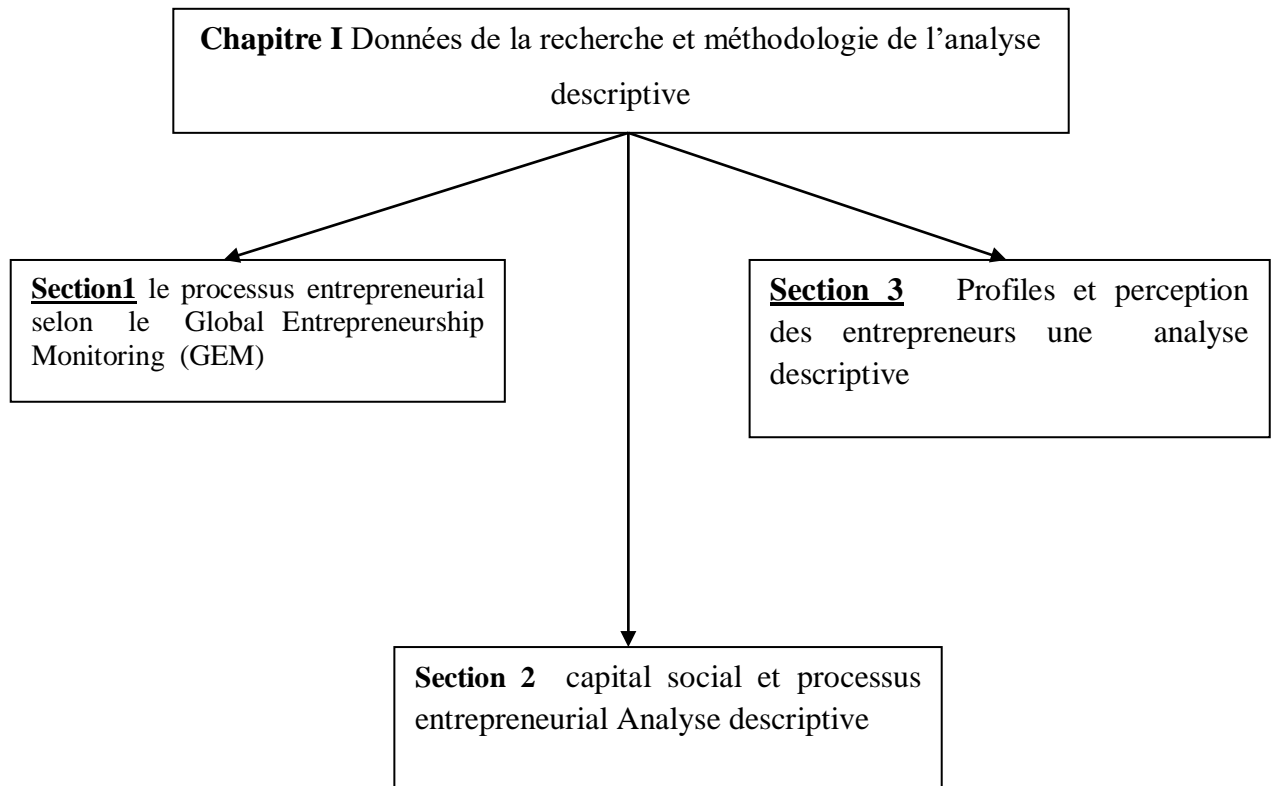 Chapitre I Données de la recherche et méthodologie de l’analyse
descriptive
Section1 le processus entrepreneurial
selon le Global Entrepreneurship
Monitoring (GEM)
Section 3 Profiles et perception
des entrepreneurs une analyse
descriptive
Section 2 capital social et processus
entrepreneurial Analyse descriptive